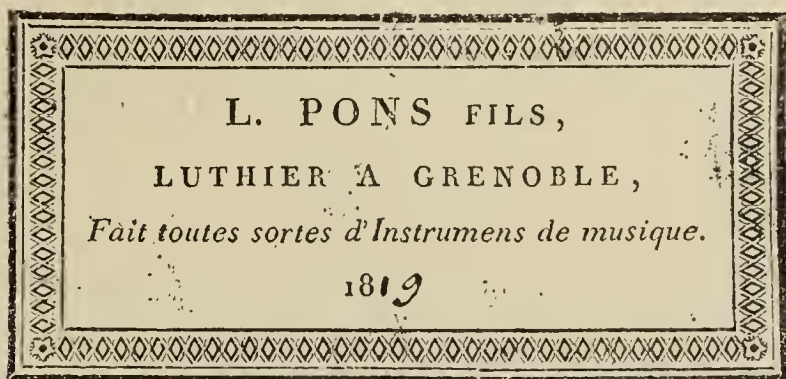 L. PONS FILS,
LUTHIER A GRENOBLE,
Fait toutes sortes d'Instrumens de musique.
1819